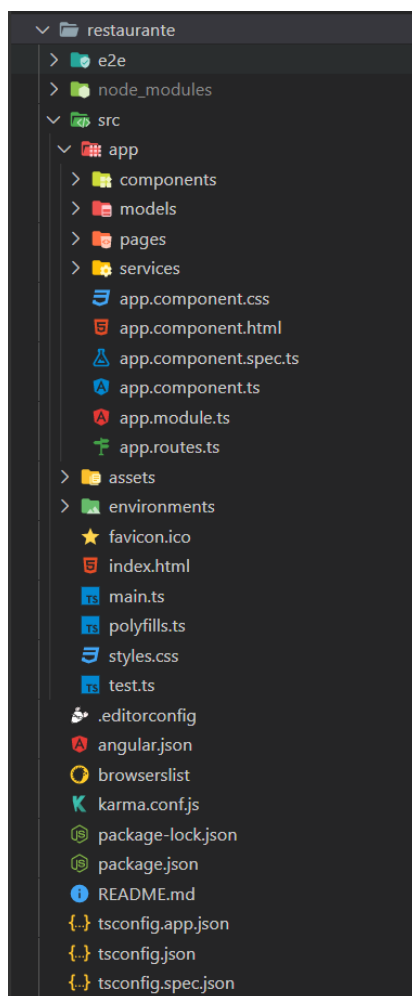 restaurante
e2e
node_modules
src
app
components
models
pages
services
app.component.css
app.component.html
app.component.spec.ts
app.component.ts
app.module.ts
app.routes.ts
assets
environments
favicon.ico
index.html
TS main.ts
TS polyfills.ts
styles.css
TS test.ts
.editorconfig
angular.json
browserslist
karma.conf.js
package-lock.json
package.json
README.md
{..} tsconfig.app.json
{..} tsconfig.json
{..} tsconfig.spec.json